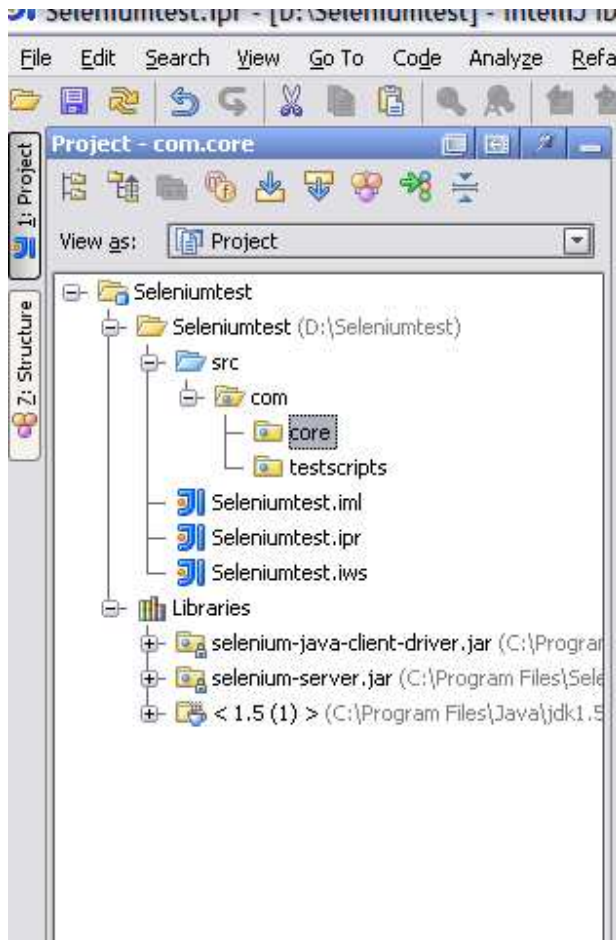 Seleniumtest.ipr - [D:\Seleniumtest] - IntelliJ ID
File Edit Search View Go To Code Analyze Refa
Project - com.core
1: Project
View as: Project
7: Structure
Seleniumtest
Seleniumtest (D:\Seleniumtest)
src
com
core
testscripts
Seleniumtest.iml
Seleniumtest.ipr
Seleniumtest.iws
Libraries
selenium-java-client-driver.jar (C:\Program
selenium-server.jar (C:\Program Files\Sele
< 1.5 (1) > (C:\Program Files\Java\jdk1.5